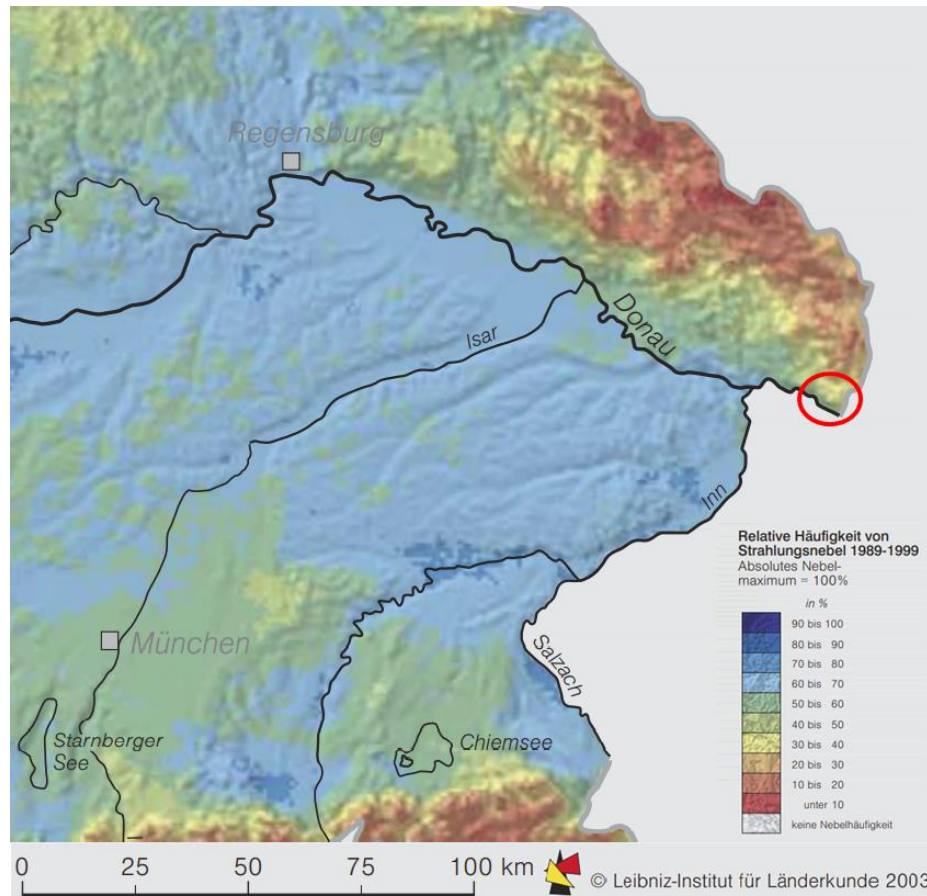 Regensburg
Donau
Isar
Inn
München
Salzach
Starnberger
See
Chiemsee
Relative Häufigkeit von
Strahlungsnebel 1989-1999
Absolutes Nebel-
maximum = 100%
in %
90 bis 100
80 bis 90
70 bis 80
60 bis 70
50 bis 60
40 bis 50
30 bis 40
20 bis 30
10 bis 20
unter 10
keine Nebelhäufigkeit
0 25 50 75 100 km
© Leibniz-Institut für Länderkunde 2003